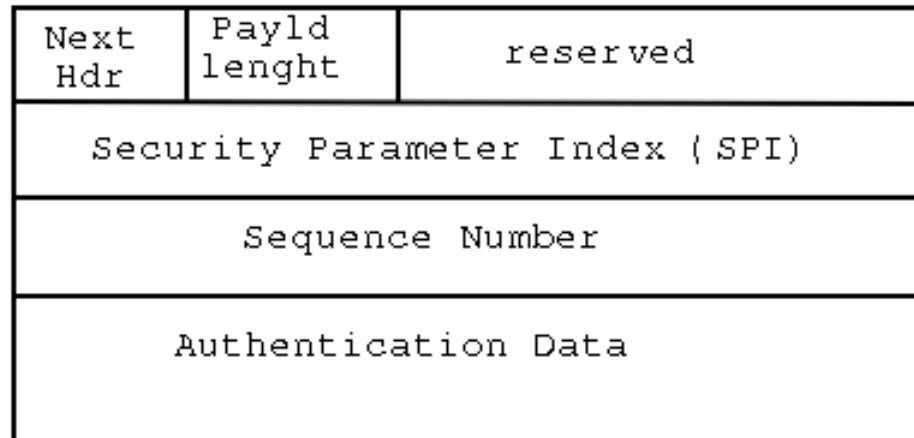 Next
Hdr
Payld
lenght
reserved
Security Parameter Index ( SPI)
Sequence Number
Authentication Data